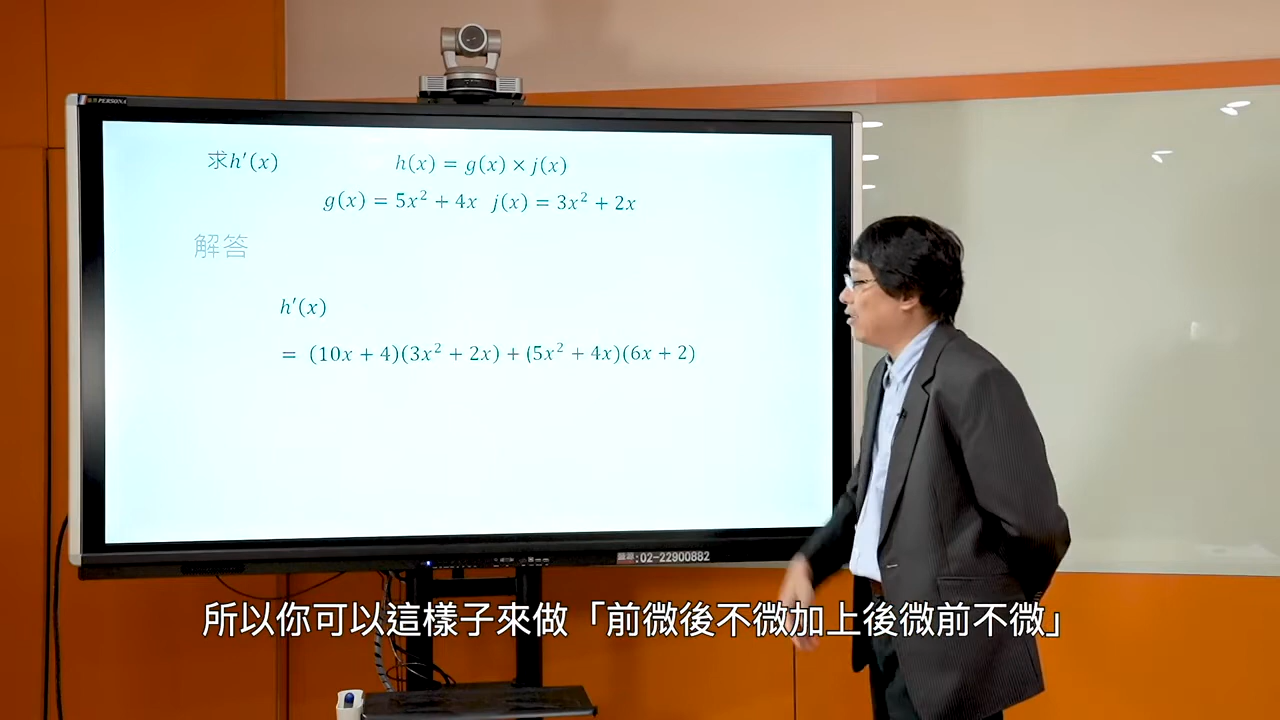 PERSONA
求h′(x) h(x) = g(x) × j(x)
g(x) = 5x² + 4x j(x) = 3x² + 2x
解答
h′(x)
= (10x + 4)(3x² + 2x) + (5x² + 4x)(6x + 2)
:02-22900882
所以你可以這樣子來做「前微後不微加上後微前不微」